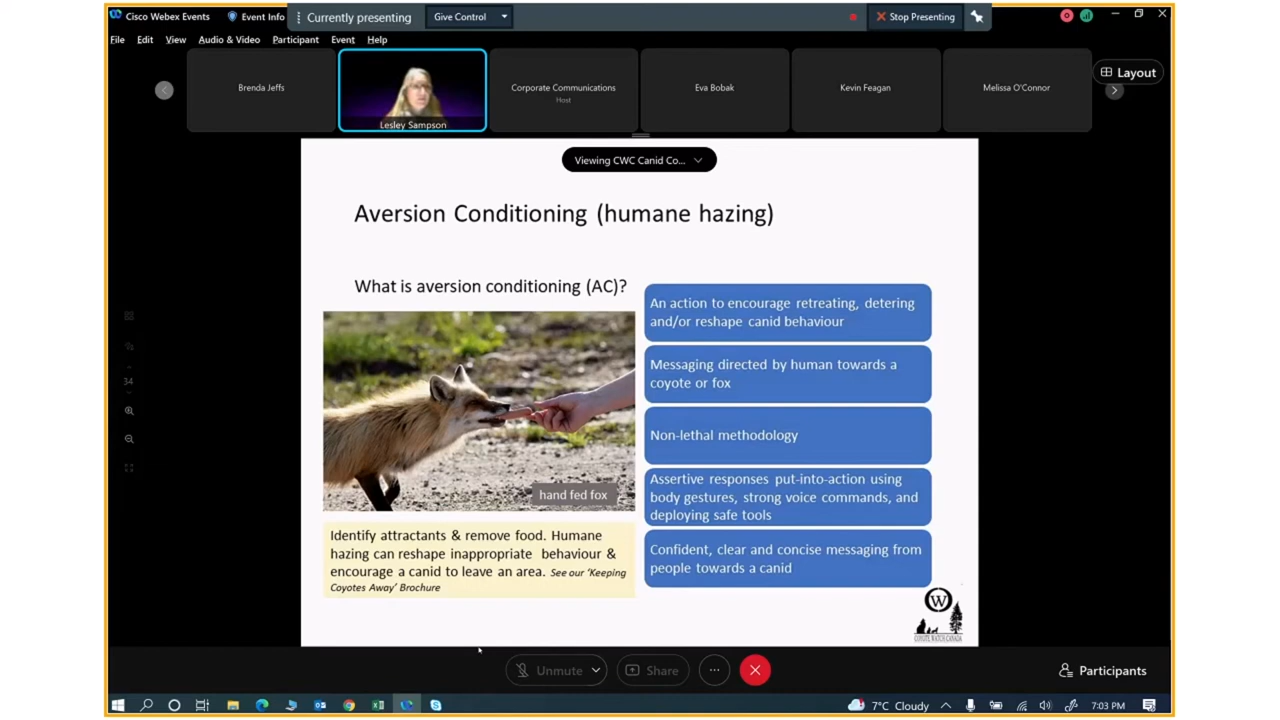 Cisco Webex Events
Event Info
Currently presenting
Give Control
Stop Presenting
File Edit View Audio & Video Participant Event Help
Brenda Jeffs
Lesley Sampson
Corporate Communications
Host
Eva Bobak
Kevin Feagan
Melissa O'Connor
Layout
Viewing CWC Canid Co...
Aversion Conditioning (humane hazing)
What is aversion conditioning (AC)?
hand fed fox
Identify attractants & remove food. Humane
hazing can reshape inappropriate behaviour &
encourage a canid to leave an area. See our 'Keeping
Coyotes Away' Brochure
An action to encourage retreating, detering
and/or reshape canid behaviour
Messaging directed by human towards a
coyote or fox
Non-lethal methodology
Assertive responses put-into-action using
body gestures, strong voice commands, and
deploying safe tools
Confident, clear and concise messaging from
people towards a canid
W
COYOTE WATCH CANADA
34
Unmute
Share
Participants
7°C Cloudy
7:03 PM